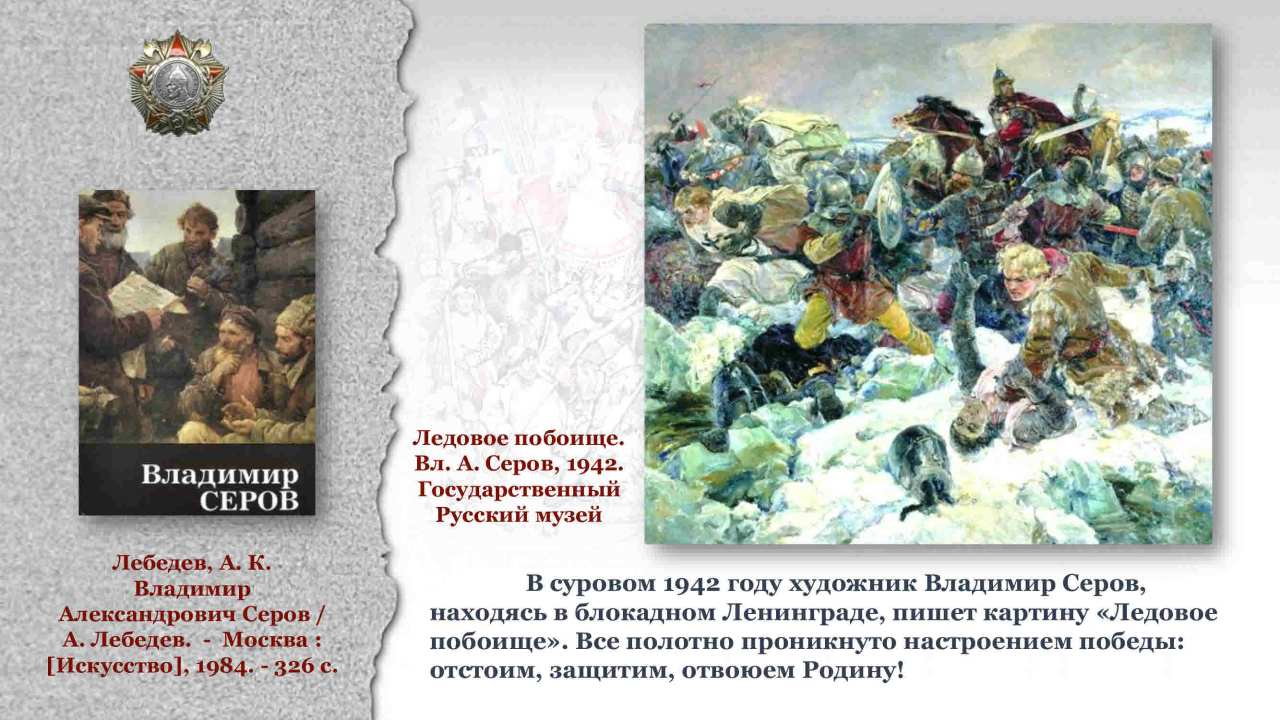 Владимир
СЕРОВ
Лебедев, А. К.
Владимир
Александрович Серов /
А. Лебедев. - Москва :
[Искусство], 1984. - 326 с.
Ледовое побоище.
Вл. А. Серов, 1942.
Государственный
Русский музей
В суровом 1942 году художник Владимир Серов,
находясь в блокадном Ленинграде, пишет картину «Ледовое
побоище». Все полотно проникнуто настроением победы:
отстоим, защитим, отвоюем Родину!